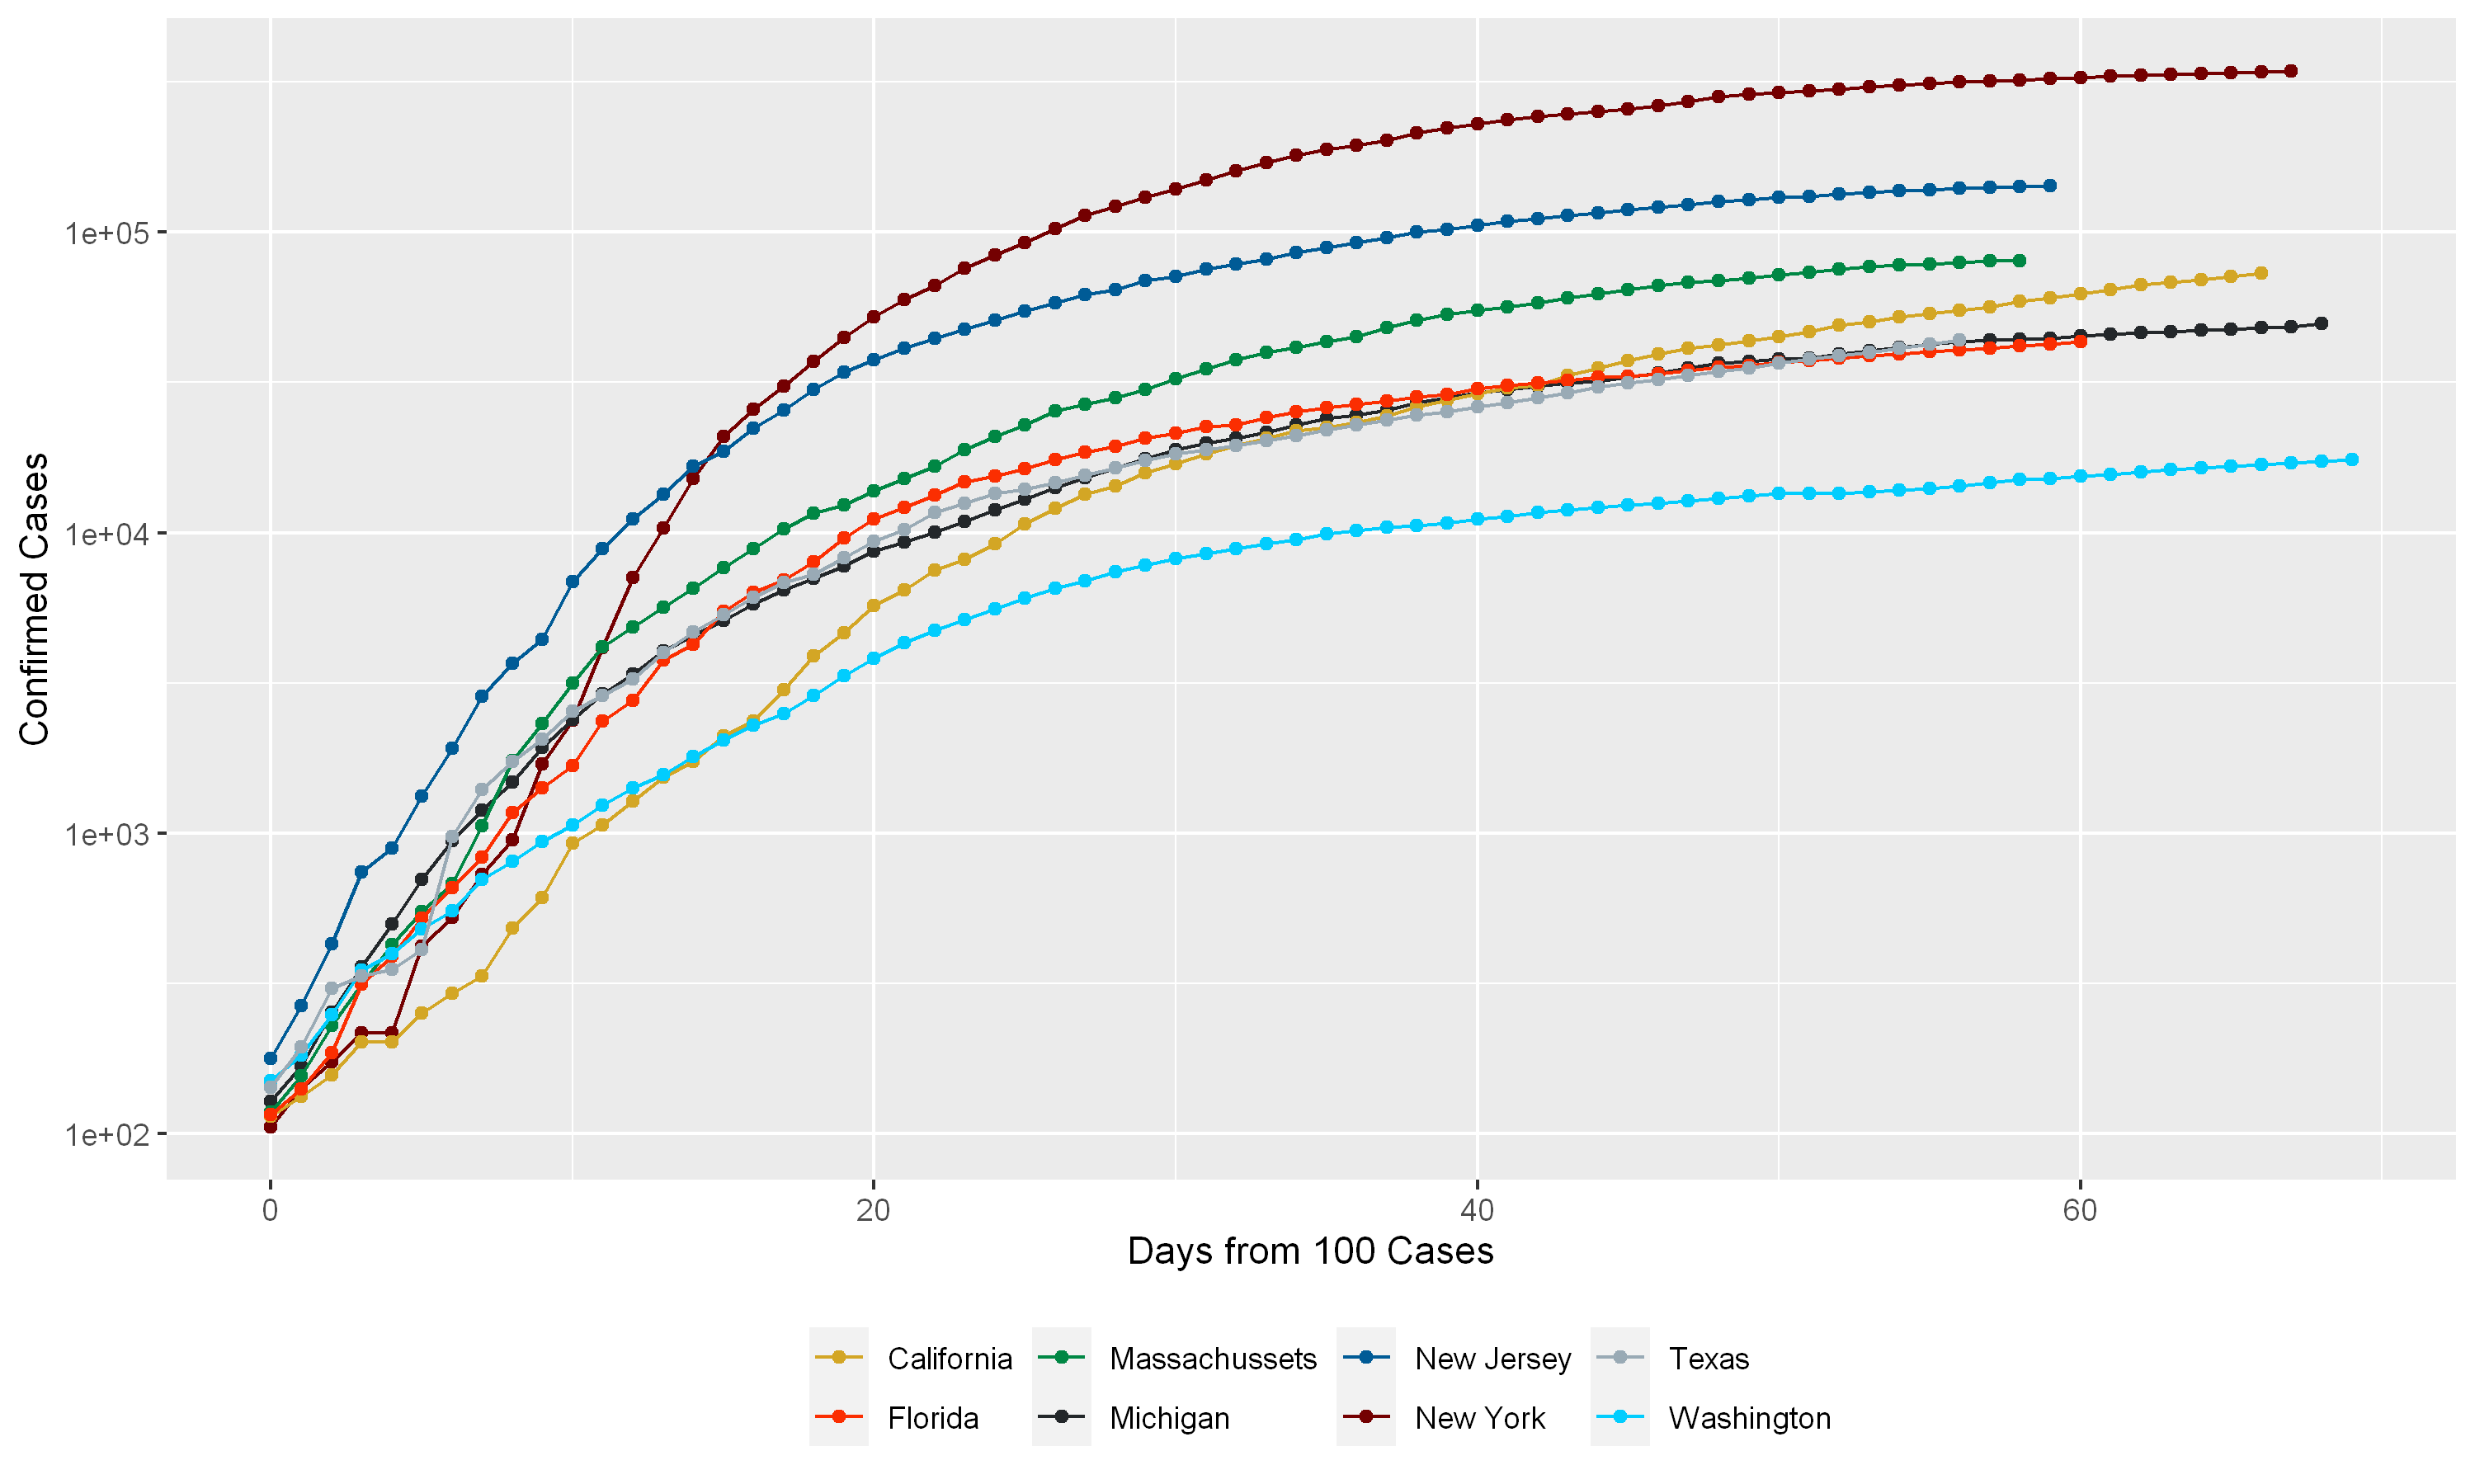 1e+05
1e+04
1e+03
1e+02
Confirmed Cases
0 20 40 60
Days from 100 Cases
California Massachussets New Jersey Texas
Florida Michigan New York Washington